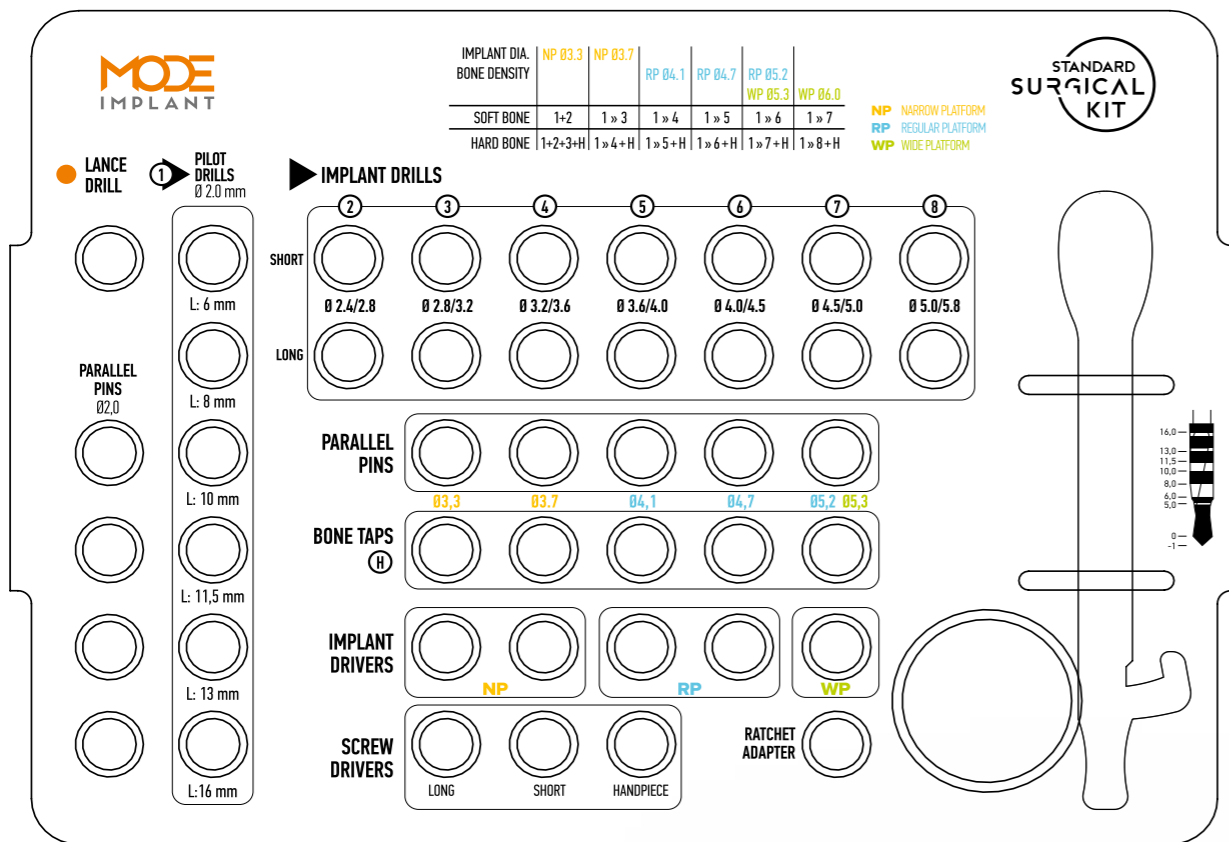 MODE
IMPLANT
IMPLANT DIA. NP Ø3.3 NP Ø3.7
BONE DENSITY RP Ø4.1 RP Ø4.7 RP Ø5.2
WP Ø5.3 WP Ø6.0
SOFT BONE 1+2 1 » 3 1 » 4 1 » 5 1 » 6 1 » 7
HARD BONE 1+2+3+H 1 » 4 + H 1 » 5 + H 1 » 6 + H 1 » 7 + H 1 » 8 + H
NP NARROW PLATFORM
RP REGULAR PLATFORM
WP WIDE PLATFORM
STANDARD
SURGICAL
KIT
LANCE
DRILL
1 PILOT
DRILLS
Ø 2.0 mm
L: 6 mm
L: 8 mm
L: 10 mm
L: 11,5 mm
L: 13 mm
L:16 mm
PARALLEL
PINS
Ø2,0
IMPLANT DRILLS
2 3 4 5 6 7 8
SHORT
Ø 2.4/2.8 Ø 2.8/3.2 Ø 3.2/3.6 Ø 3.6/4.0 Ø 4.0/4.5 Ø 4.5/5.0 Ø 5.0/5.8
LONG
PARALLEL
PINS
Ø3,3 Ø3.7 Ø4,1 Ø4,7 Ø5,2 Ø5,3
BONE TAPS
H
IMPLANT
DRIVERS
NP RP WP
SCREW
DRIVERS
LONG SHORT HANDPIECE
RATCHET
ADAPTER
16,0
13,0
11,5
10,0
8,0
6,0
5,0
0
-1